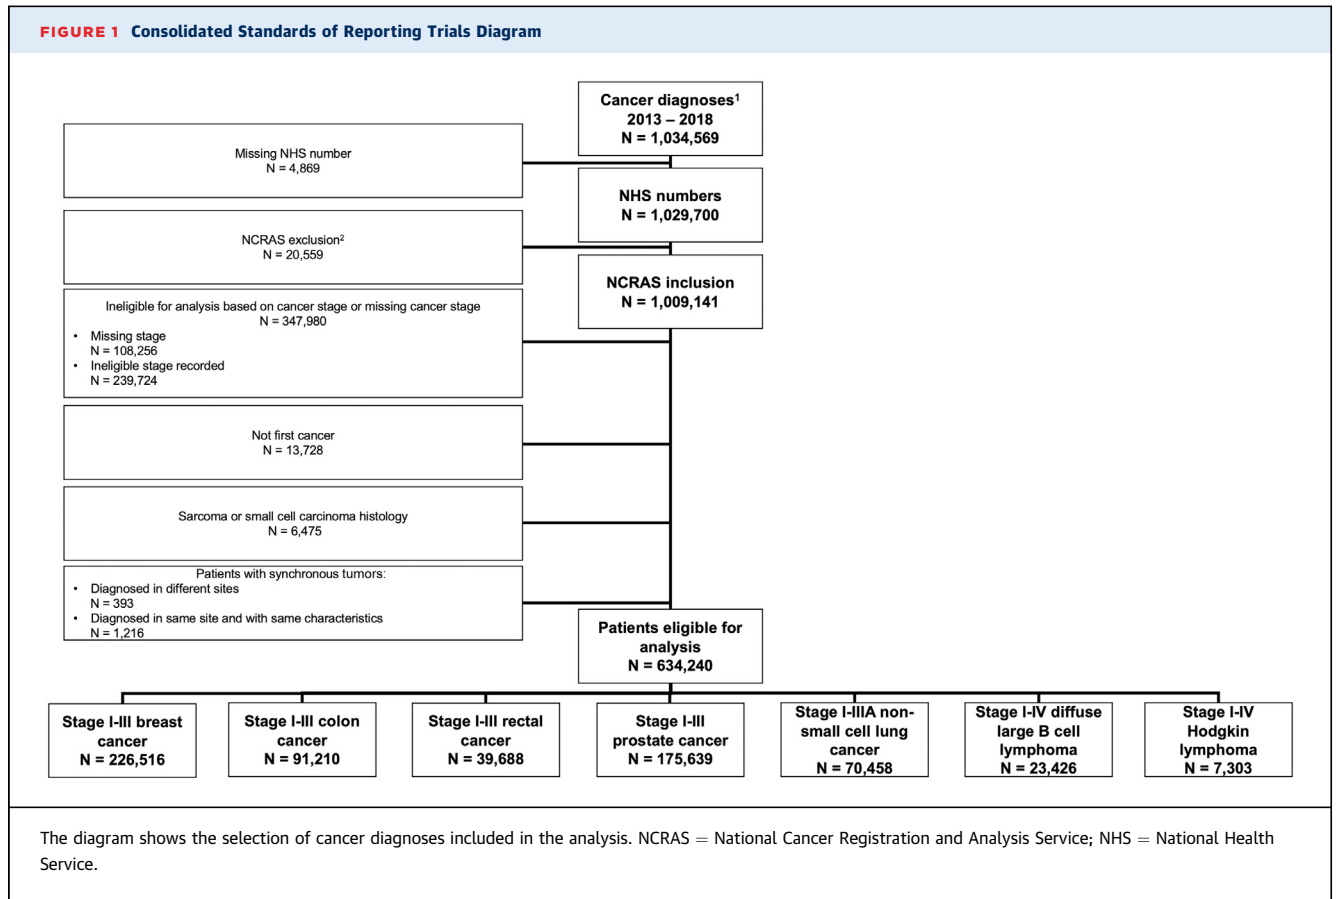 FIGURE 1 Consolidated Standards of Reporting Trials Diagram
Cancer diagnoses¹
2013 – 2018
N = 1,034,569
Missing NHS number
N = 4,869
NHS numbers
N = 1,029,700
NCRAS exclusion²
N = 20,559
NCRAS inclusion
N = 1,009,141
Ineligible for analysis based on cancer stage or missing cancer stage
N = 347,980
• Missing stage
N = 108,256
• Ineligible stage recorded
N = 239,724
Not first cancer
N = 13,728
Sarcoma or small cell carcinoma histology
N = 6,475
Patients with synchronous tumors:
• Diagnosed in different sites
N = 393
• Diagnosed in same site and with same characteristics
N = 1,216
Patients eligible for
analysis
N = 634,240
Stage I-III breast
cancer
N = 226,516
Stage I-III colon
cancer
N = 91,210
Stage I-III rectal
cancer
N = 39,688
Stage I-III
prostate cancer
N = 175,639
Stage I-IIIA non-
small cell lung
cancer
N = 70,458
Stage I-IV diffuse
large B cell
lymphoma
N = 23,426
Stage I-IV
Hodgkin
lymphoma
N = 7,303
The diagram shows the selection of cancer diagnoses included in the analysis. NCRAS = National Cancer Registration and Analysis Service; NHS = National Health
Service.